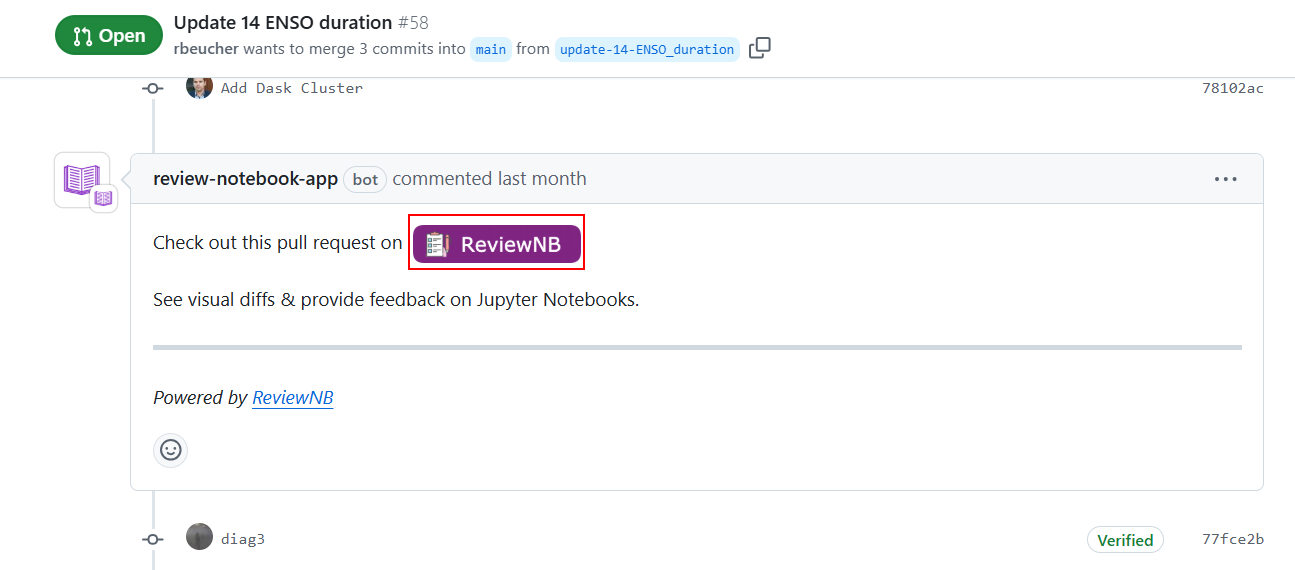 Open
Update 14 ENSO duration #58
rbeucher wants to merge 3 commits into main from update-14-ENSO_duration
Add Dask Cluster 78102ac
review-notebook-app bot commented last month
Check out this pull request on ReviewNB
See visual diffs & provide feedback on Jupyter Notebooks.
Powered by ReviewNB
diag3 Verified 77fce2b